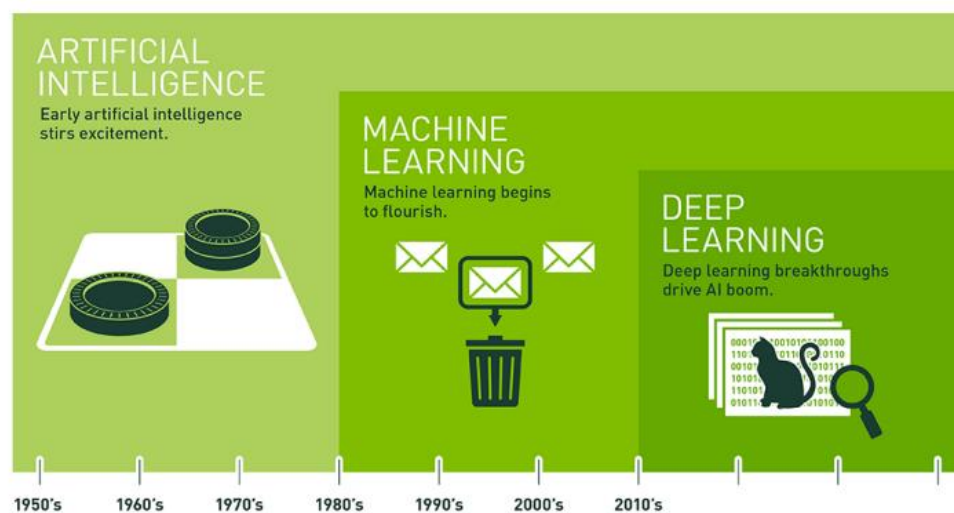 ARTIFICIAL
INTELLIGENCE
Early artificial intelligence
stirs excitement.
MACHINE
LEARNING
Machine learning begins
to flourish.
DEEP
LEARNING
Deep learning breakthroughs
drive AI boom.
1950's 1960's 1970's 1980's 1990's 2000's 2010's